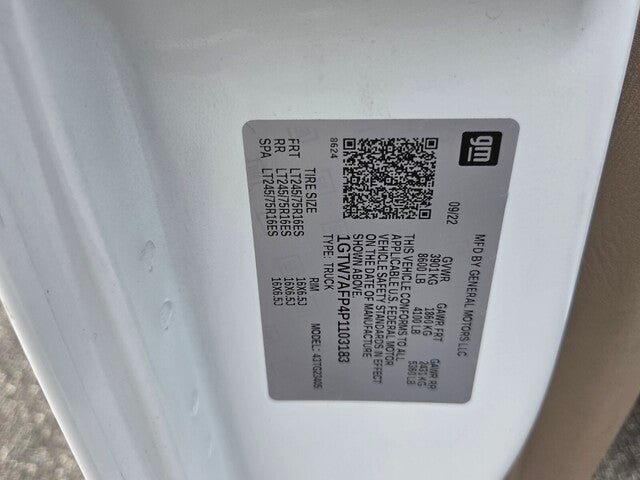 gm
MFD BY GENERAL MOTORS LLC
09/22
GVWR GAWR FRT GAWR RR
3901 KG 1860 KG 2431 KG
8600 LB 4100 LB 5360 LB
THIS VEHICLE CONFORMS TO ALL
APPLICABLE U.S. FEDERAL MOTOR
VEHICLE SAFETY STANDARDS IN EFFECT
ON THE DATE OF MANUFACTURE
SHOWN ABOVE.
1GTW7AFP4P1103183
TYPE: TRUCK
MODEL:
8624
TIRE SIZE RIM
FRT LT245/75R16ES 16X6.5J
RR LT245/75R16ES 16X6.5J
SPA LT245/75R16ES 16X6.5J